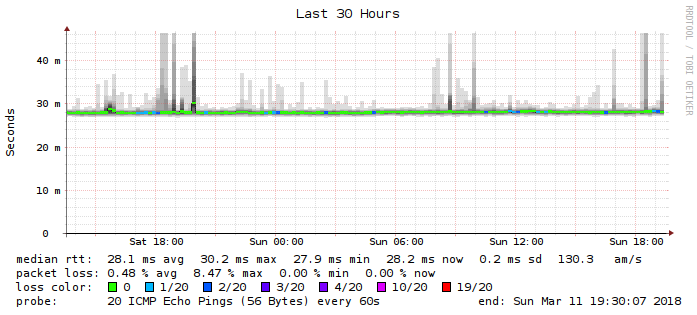 Last 30 Hours
RRDTOOL / TOBI OETIKER
Seconds
40 m
30 m
20 m
10 m
0
Sat 18:00 Sun 00:00 Sun 06:00 Sun 12:00 Sun 18:00
median rtt: 28.1 ms avg 30.2 ms max 27.9 ms min 28.2 ms now 0.2 ms sd 130.3 am/s
packet loss: 0.48 % avg 8.47 % max 0.00 % min 0.00 % now
loss color: 0 1/20 2/20 3/20 4/20 10/20 19/20
probe: 20 ICMP Echo Pings (56 Bytes) every 60s end: Sun Mar 11 19:30:07 2018